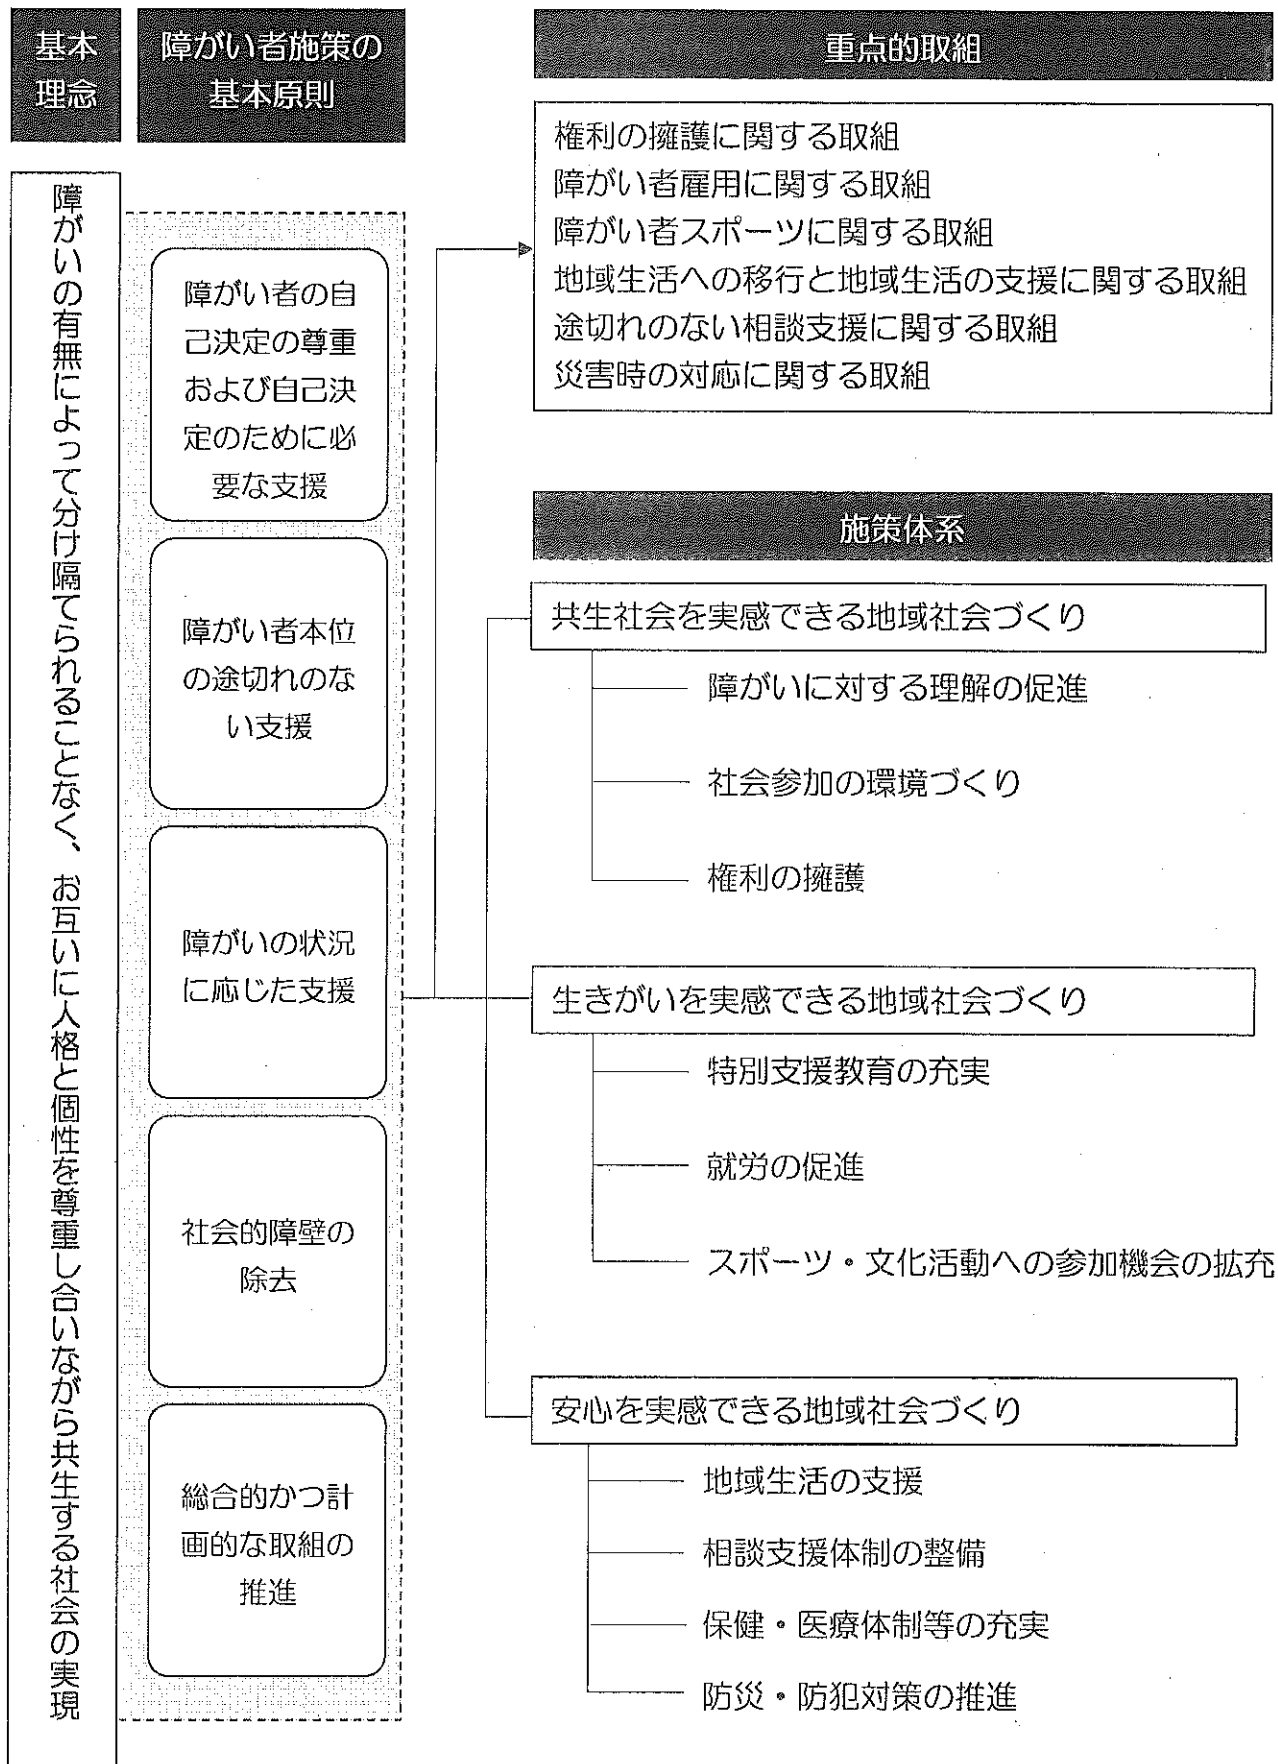 基本
理念
障がい者施策の
基本原則
重点的取組
障がいの有無によって分け隔てられることなく、お互いに人格と個性を尊重し合いながら共生する社会の実現
障がい者の自
己決定の尊重
および自己決
定のために必
要な支援
障がい者本位
の途切れのな
い支援
障がいの状況
に応じた支援
社会的障壁の
除去
総合的かつ計
画的な取組の
推進
権利の擁護に関する取組
障がい者雇用に関する取組
障がい者スポーツに関する取組
地域生活への移行と地域生活の支援に関する取組
途切れのない相談支援に関する取組
災害時の対応に関する取組
施策体系
共生社会を実感できる地域社会づくり
障がいに対する理解の促進
社会参加の環境づくり
権利の擁護
生きがいを実感できる地域社会づくり
特別支援教育の充実
就労の促進
スポーツ・文化活動への参加機会の拡充
安心を実感できる地域社会づくり
地域生活の支援
相談支援体制の整備
保健・医療体制等の充実
防災・防犯対策の推進